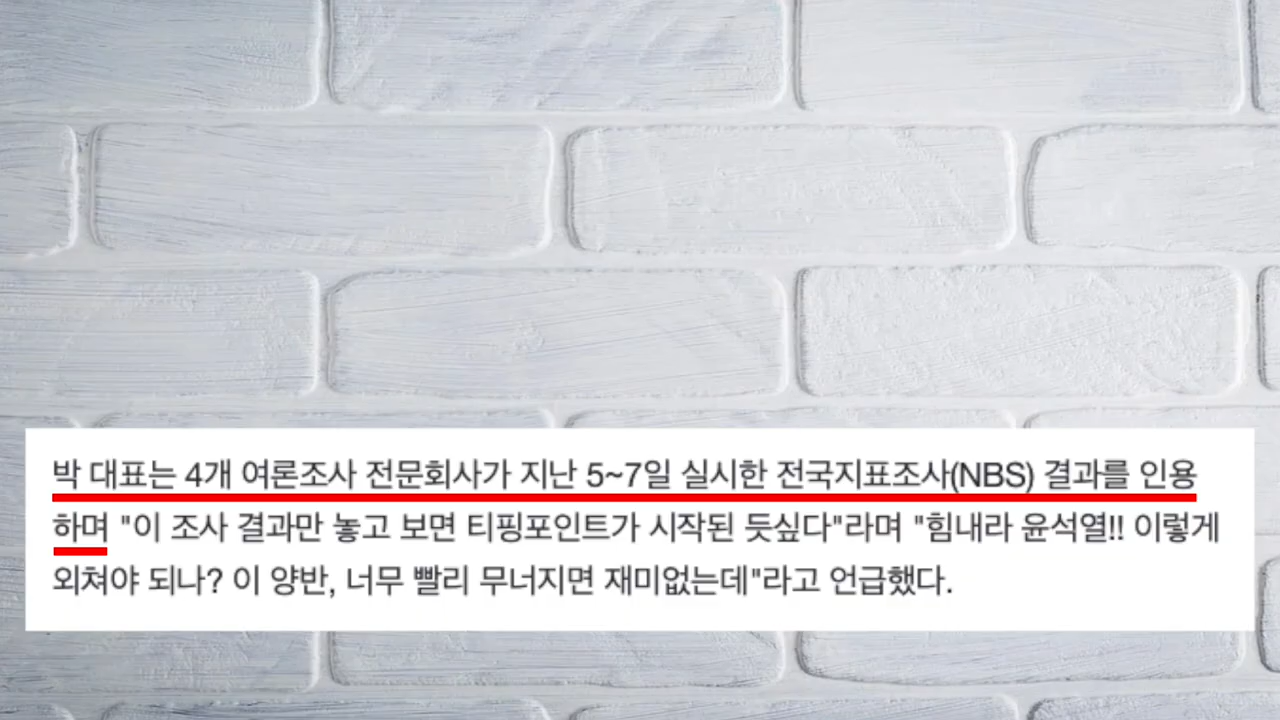 박 대표는 4개 여론조사 전문회사가 지난 5~7일 실시한 전국지표조사(NBS) 결과를 인용
하며 "이 조사 결과만 놓고 보면 티핑포인트가 시작된 듯싶다"라며 "힘내라 윤석열!! 이렇게
외쳐야 되나? 이 양반, 너무 빨리 무너지면 재미없는데"라고 언급했다.